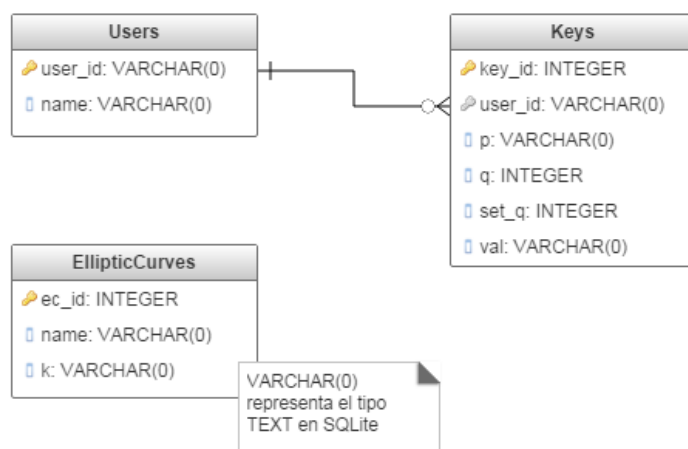 Users
user_id: VARCHAR(0)
name: VARCHAR(0)
Keys
key_id: INTEGER
user_id: VARCHAR(0)
p: VARCHAR(0)
q: INTEGER
set_q: INTEGER
val: VARCHAR(0)
EllipticCurves
ec_id: INTEGER
name: VARCHAR(0)
k: VARCHAR(0)
VARCHAR(0)
representa el tipo
TEXT en SQLite